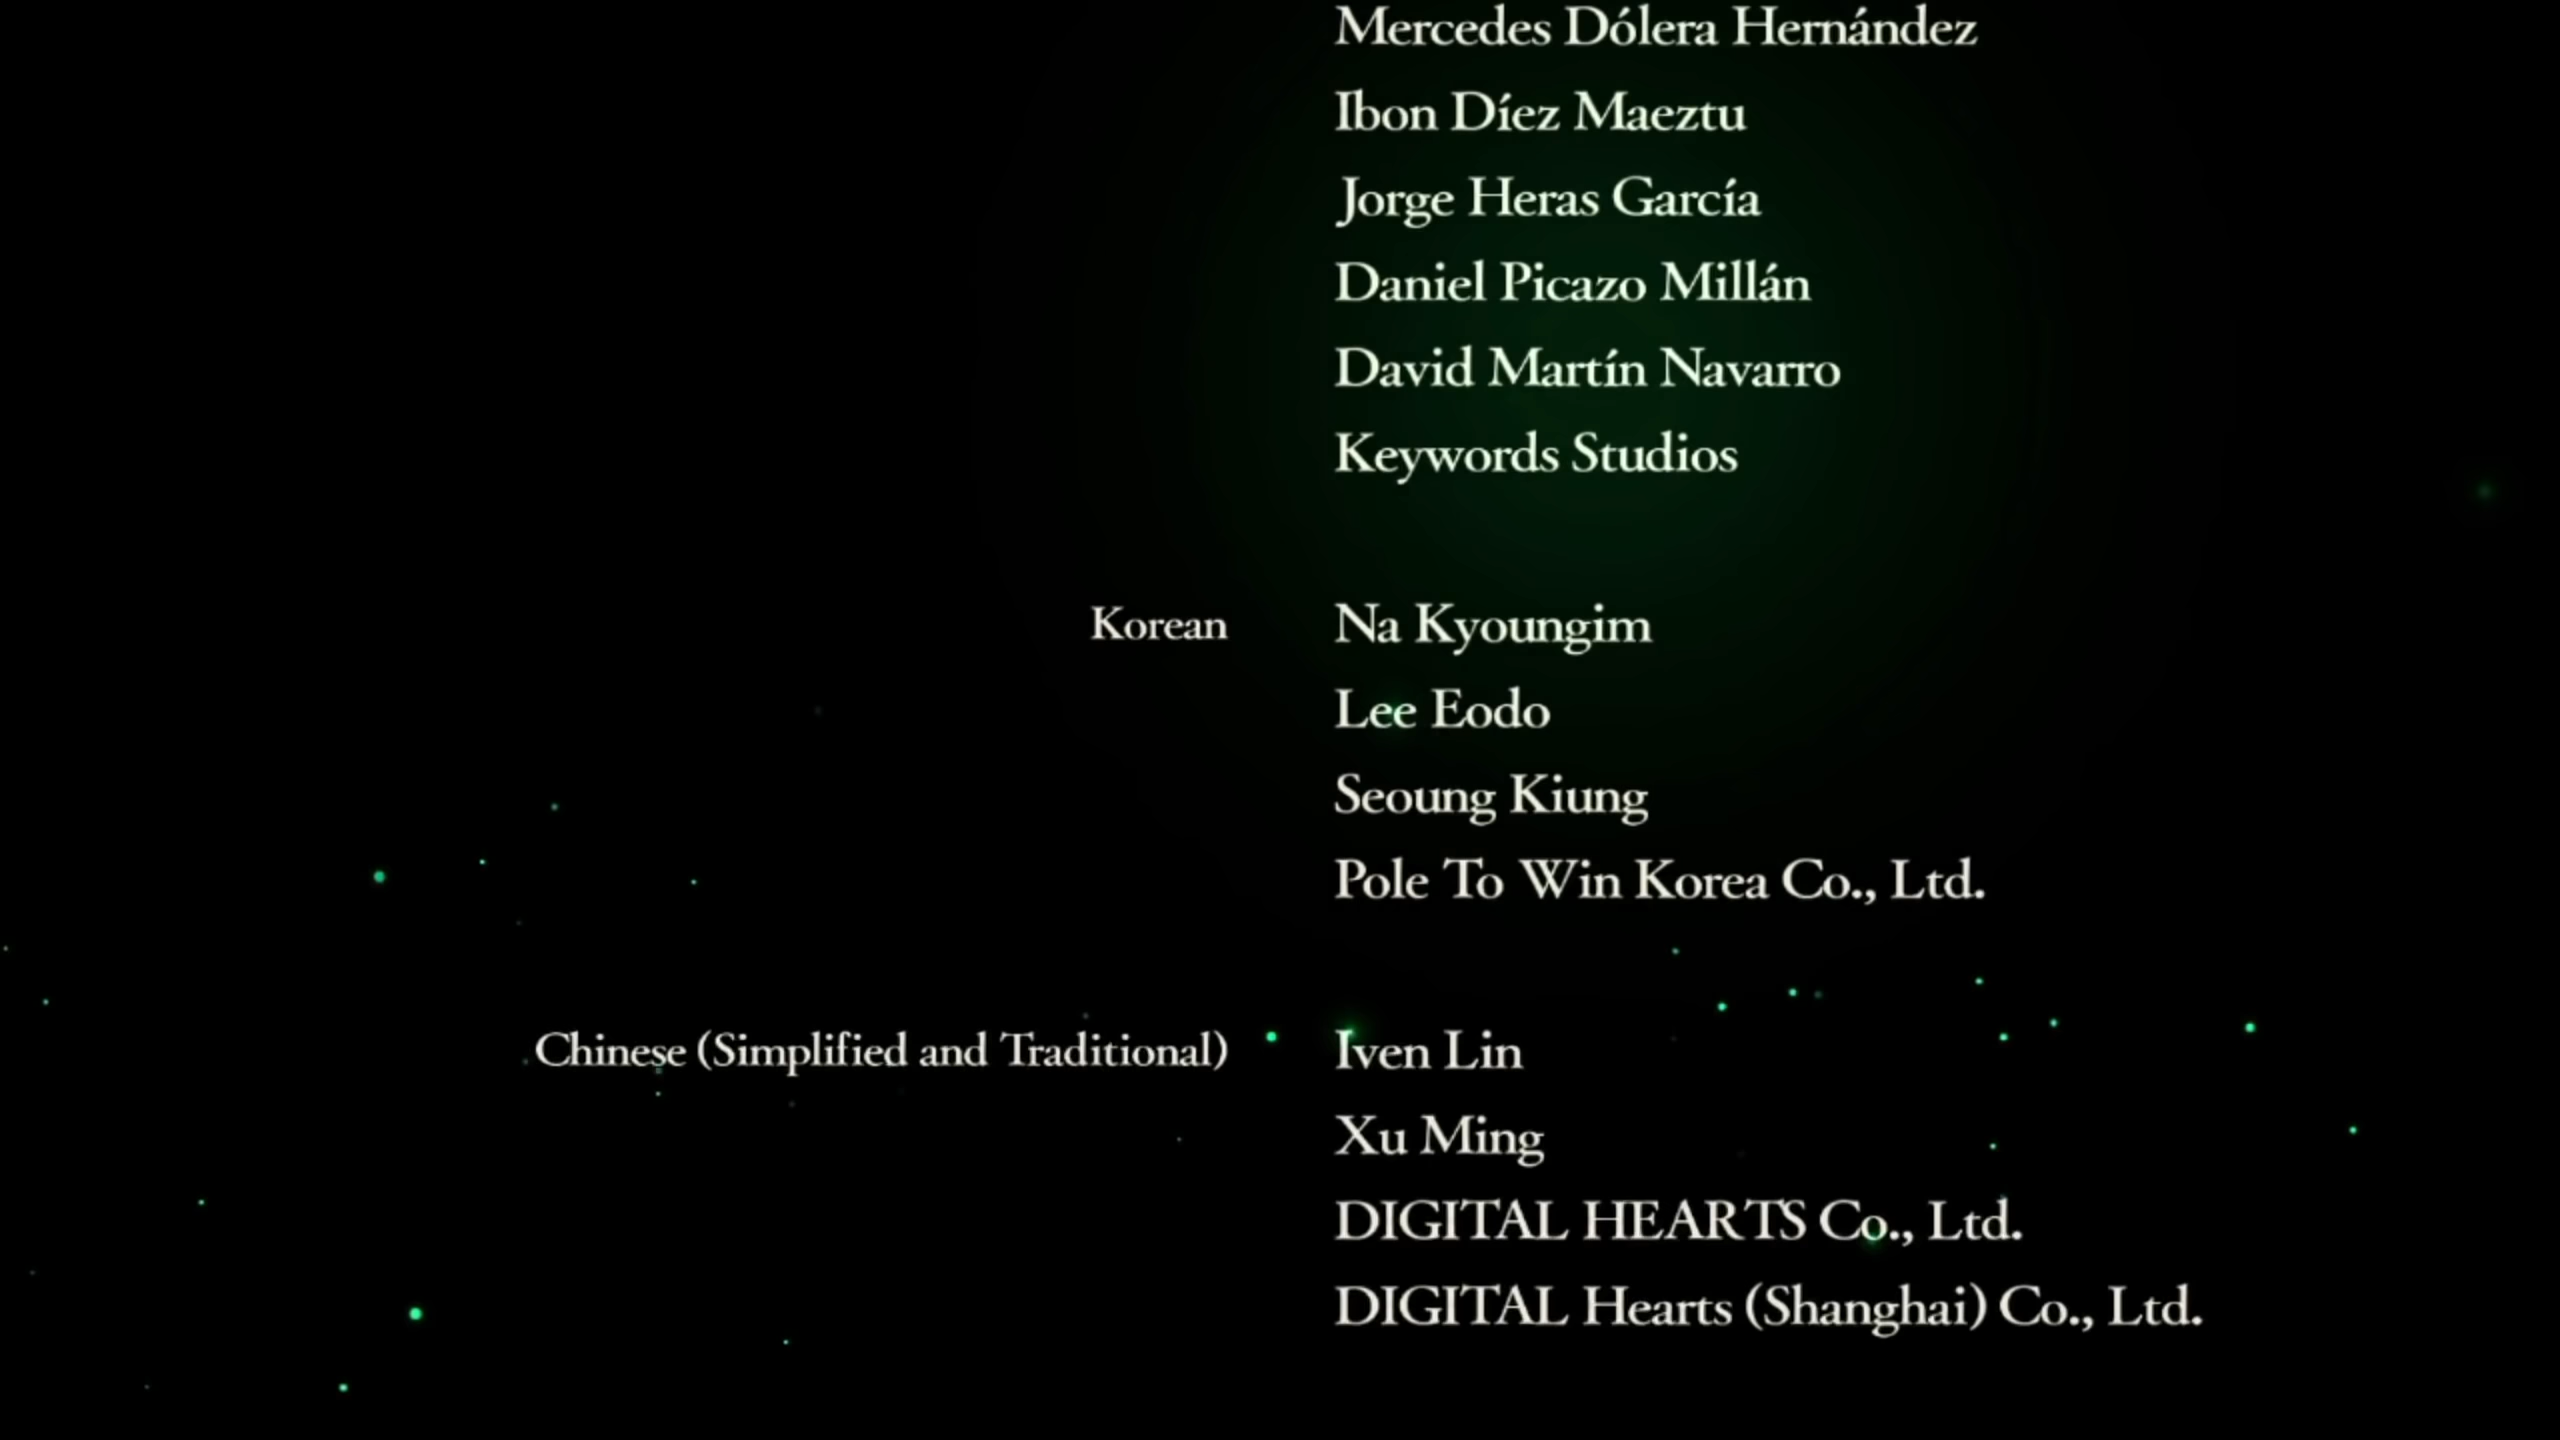 Mercedes Dólera Hernández
Ibon Díez Maeztu
Jorge Heras García
Daniel Picazo Millán
David Martín Navarro
Keywords Studios
Korean Na Kyoungim
Lee Eodo
Seoung Kiung
Pole To Win Korea Co., Ltd.
Chinese (Simplified and Traditional) Iven Lin
Xu Ming
DIGITAL HEARTS Co., Ltd.
DIGITAL Hearts (Shanghai) Co., Ltd.